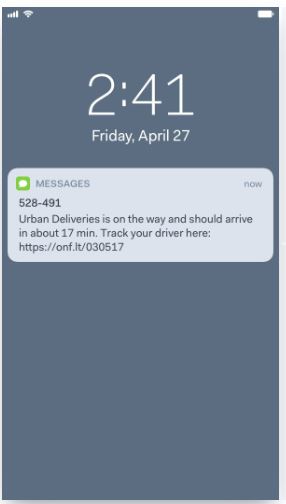 2:41
Friday, April 27
MESSAGES now
528-491
Urban Deliveries is on the way and should arrive
in about 17 min. Track your driver here:
https://onf.lt/030517